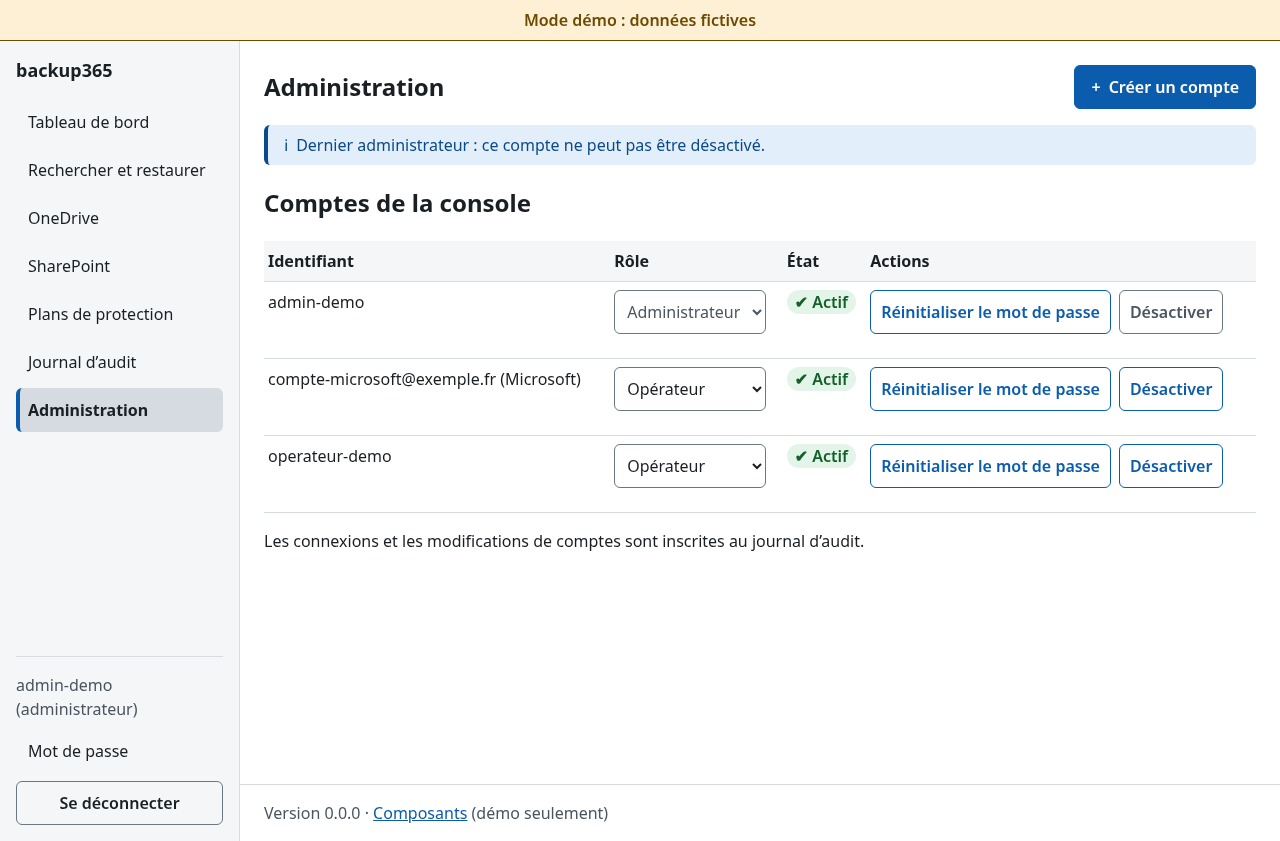 Mode démo : données fictives
backup365
Tableau de bord
Rechercher et restaurer
OneDrive
SharePoint
Plans de protection
Journal d’audit
Administration
admin-demo
(administrateur)
Mot de passe
Se déconnecter
Administration
+ Créer un compte
i Dernier administrateur : ce compte ne peut pas être désactivé.
Comptes de la console
Identifiant Rôle État Actions
admin-demo Administrateur ✔ Actif Réinitialiser le mot de passe Désactiver
compte-microsoft@exemple.fr (Microsoft) Opérateur ✔ Actif Réinitialiser le mot de passe Désactiver
operateur-demo Opérateur ✔ Actif Réinitialiser le mot de passe Désactiver
Les connexions et les modifications de comptes sont inscrites au journal d’audit.
Version 0.0.0 · Composants (démo seulement)